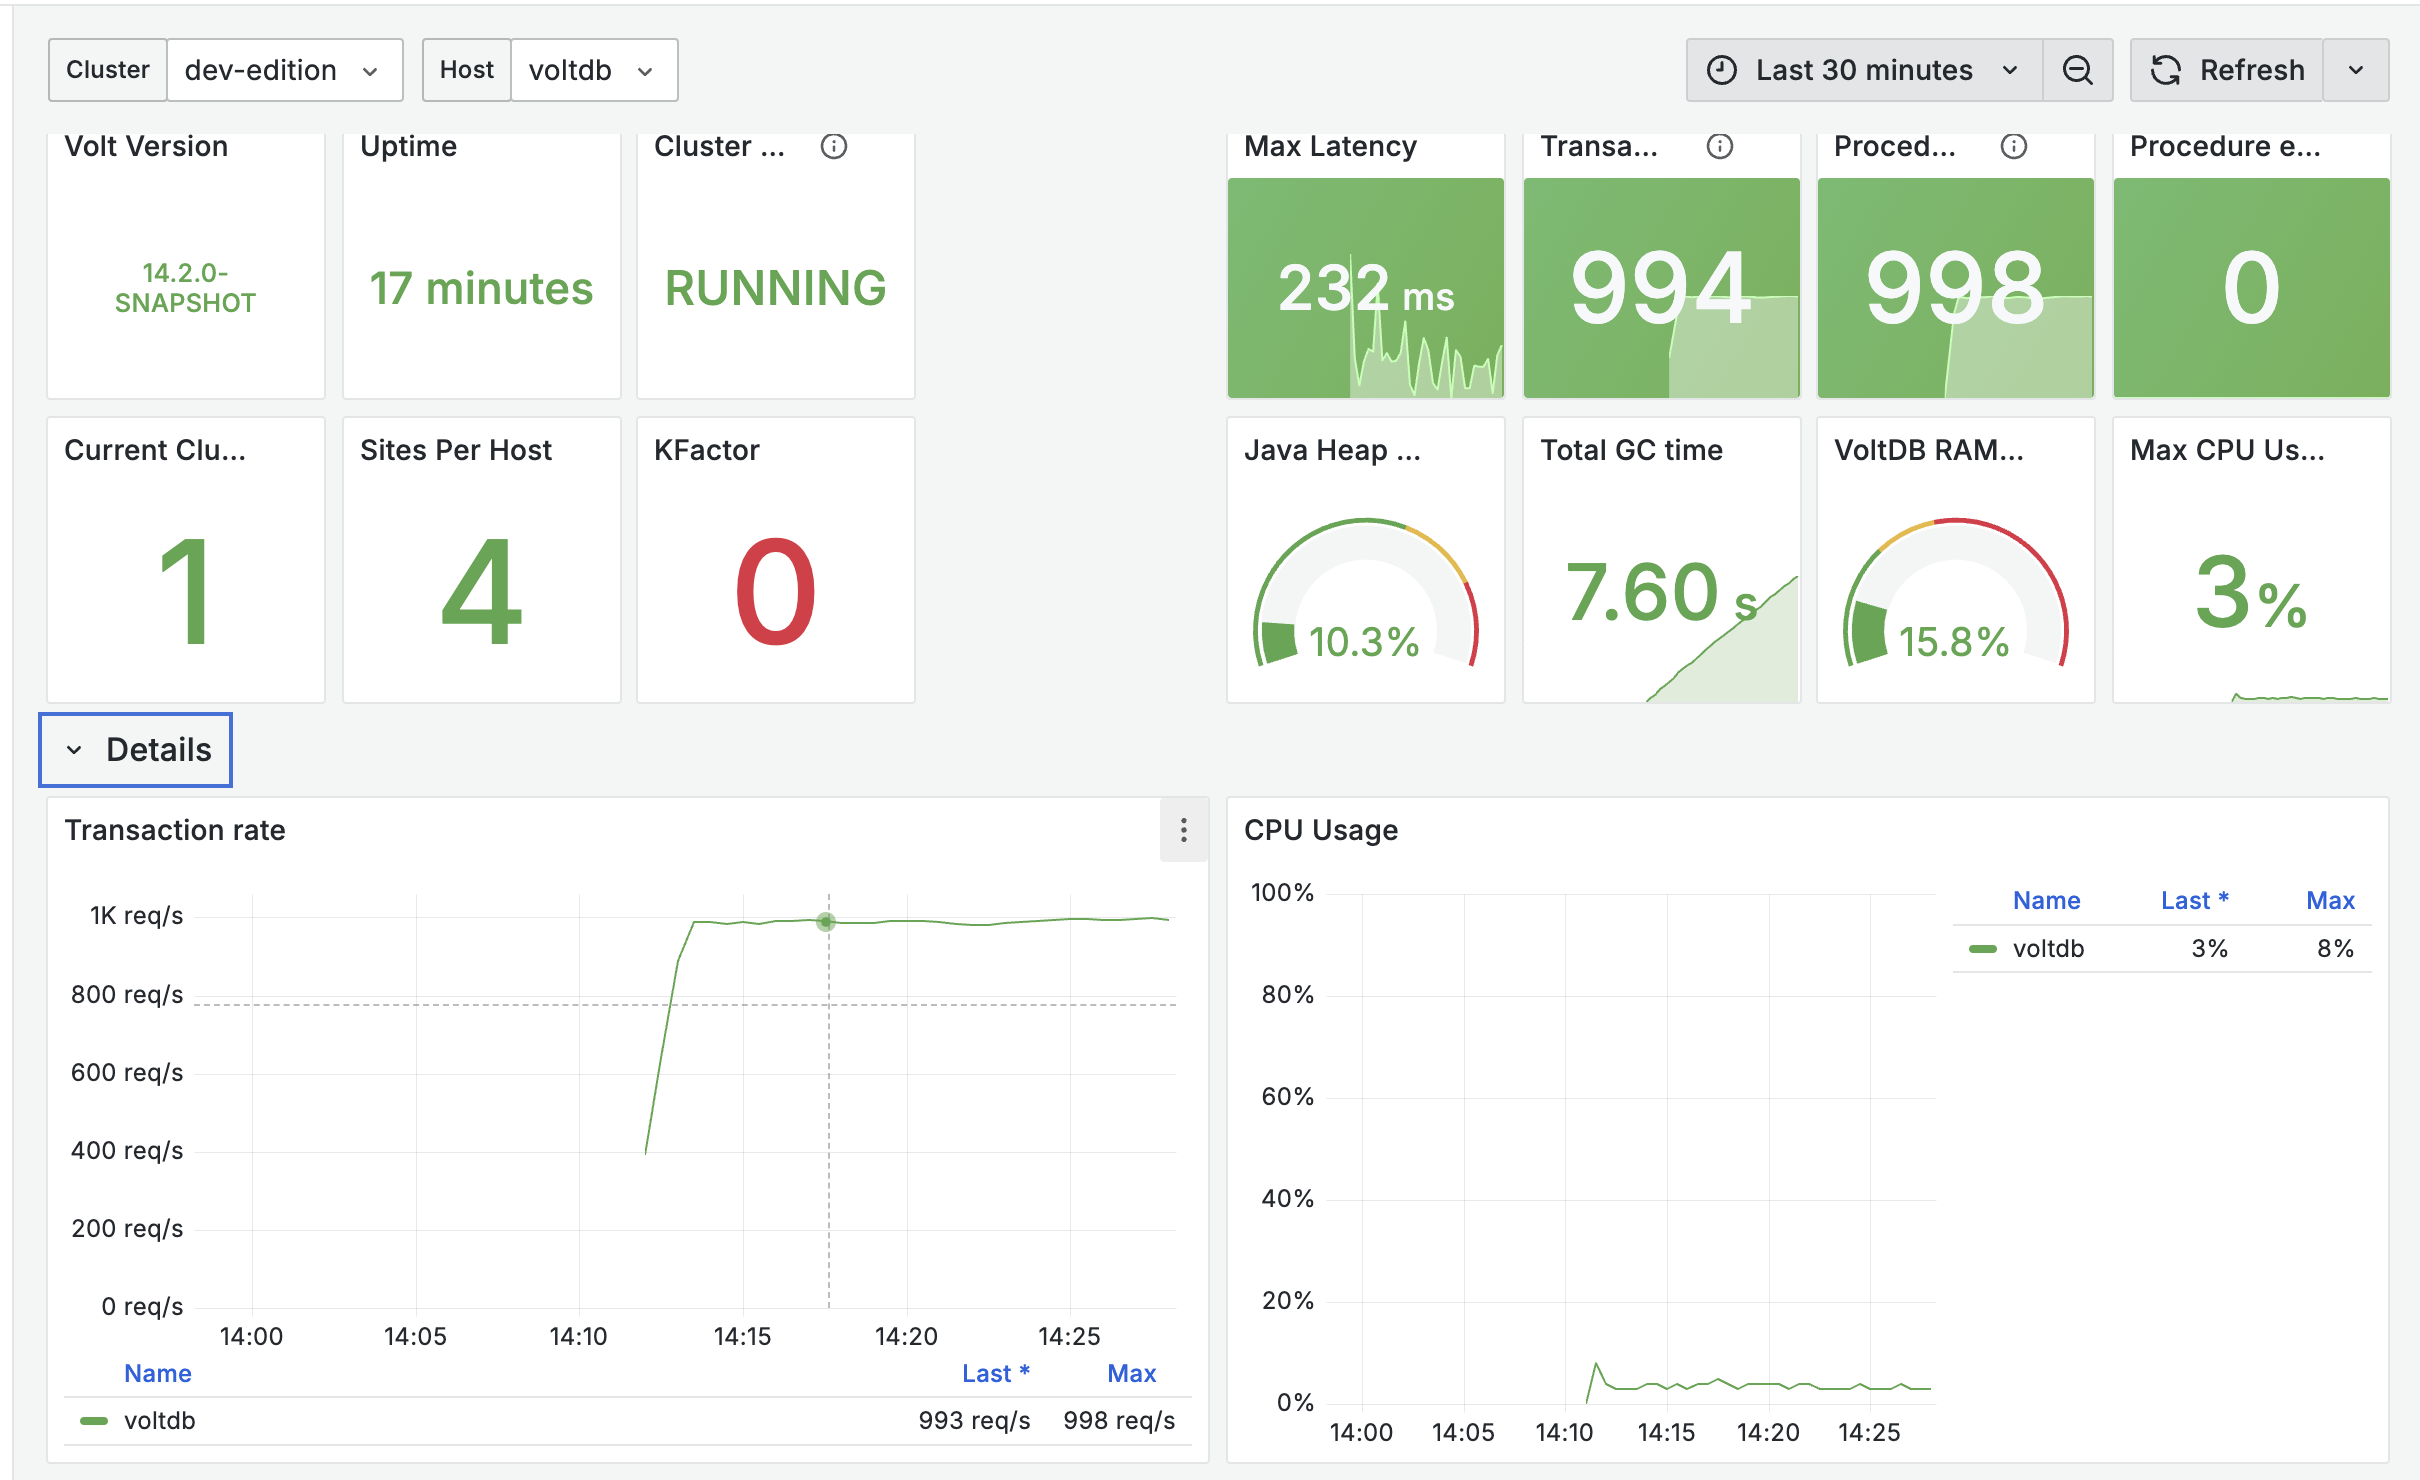 Cluster dev-edition Host voltdb Last 30 minutes Refresh
Volt Version Uptime Cluster ... Max Latency Transa... Proced... Procedure e...
14.2.0-
SNAPSHOT
17 minutes
RUNNING
232 ms
994
998
0
Current Clu... Sites Per Host KFactor Java Heap ... Total GC time VoltDB RAM... Max CPU Us...
1
4
0
10.3%
7.60 s
15.8%
3%
Details
Transaction rate
1K req/s
800 req/s
600 req/s
400 req/s
200 req/s
0 req/s
14:00 14:05 14:10 14:15 14:20 14:25
Name Last * Max
voltdb 993 req/s 998 req/s
CPU Usage
100%
80%
60%
40%
20%
0%
14:00 14:05 14:10 14:15 14:20 14:25
Name Last * Max
voltdb 3% 8%